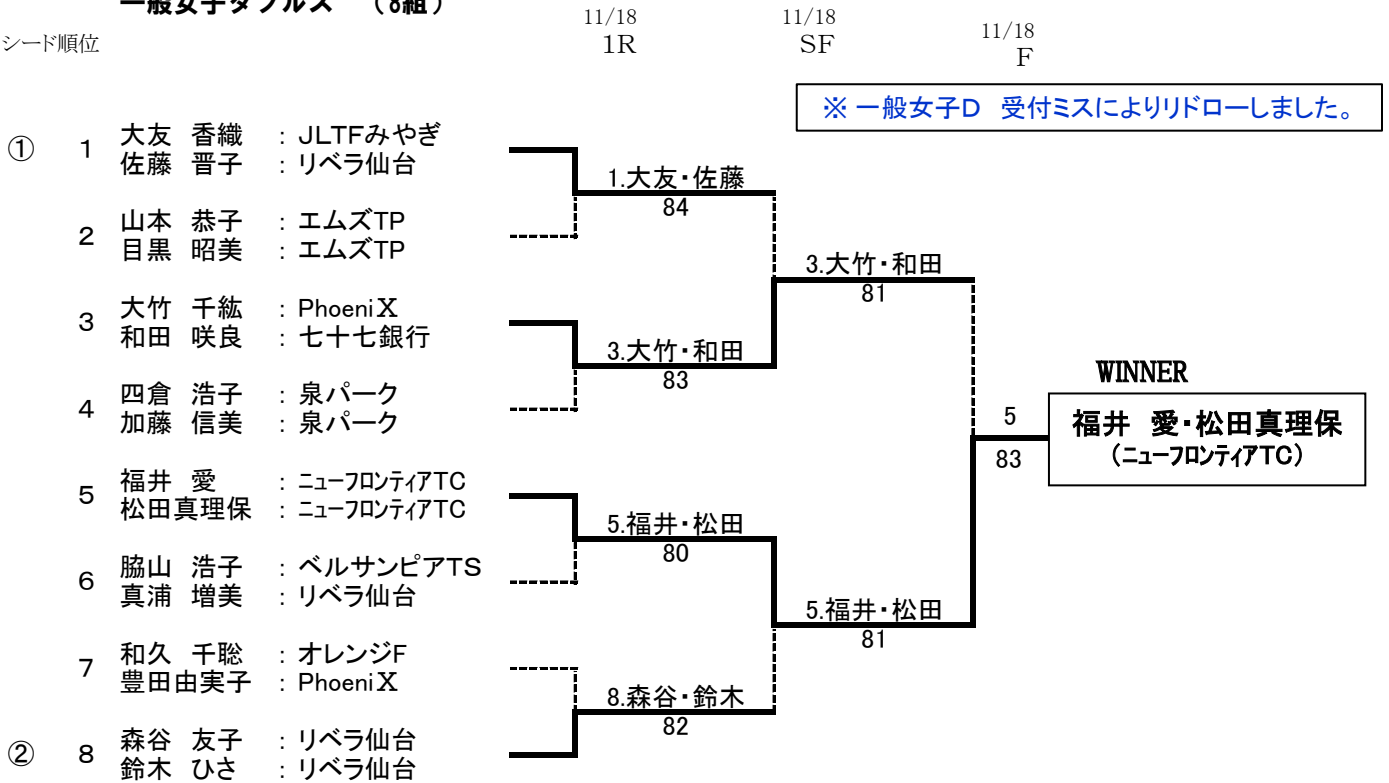 一般女子ダブルス （8組）
11/18 11/18 11/18
シード順位 1R SF F
※ 一般女子D 受付ミスによりリドローしました。
① 1 大友 香織 : JLTFみやぎ
佐藤 晋子 : リベラ仙台
1.大友・佐藤
84
2 山本 恭子 : エムズTP
目黒 昭美 : エムズTP
3.大竹・和田
81
3 大竹 千紘 : PhoeniX
和田 咲良 : 七十七銀行
3.大竹・和田
83
4 四倉 浩子 : 泉パーク
加藤 信美 : 泉パーク
WINNER
5 福井 愛・松田真理保
83 （ニューフロンティアTC）
5 福井 愛 : ニューフロンティアTC
松田真理保 : ニューフロンティアTC
5.福井・松田
80
6 脇山 浩子 : ベルサンピアTS
真浦 増美 : リベラ仙台
5.福井・松田
81
7 和久 千聡 : オレンジF
豊田由実子 : PhoeniX
8.森谷・鈴木
82
② 8 森谷 友子 : リベラ仙台
鈴木 ひさ : リベラ仙台